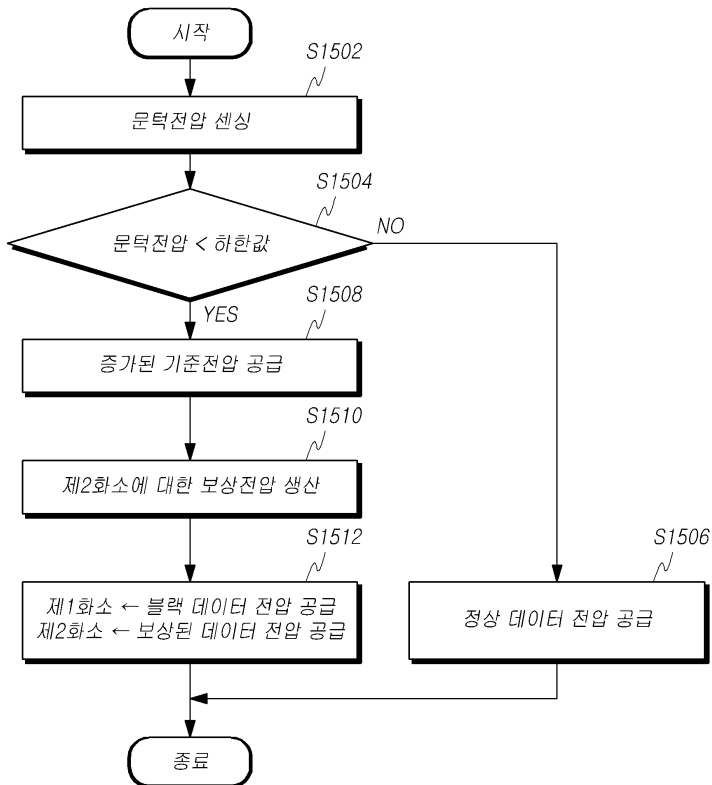 시작
S1502
문턱전압 센싱
S1504
문턱전압 < 하한값
NO
YES
S1508
증가된 기준전압 공급
S1510
제2화소에 대한 보상전압 생산
S1512
제1화소 ← 블랙 데이터 전압 공급
제2화소 ← 보상된 데이터 전압 공급
S1506
정상 데이터 전압 공급
종료